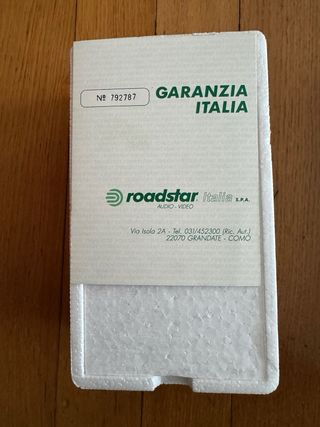 Nº 792787
GARANZIA
ITALIA
roadstar Italia S.P.A.
AUDIO - VIDEO
Via Isola 2A - Tel. 031/452300 (Ric. Aut.)
22070 GRANDATE - COMO